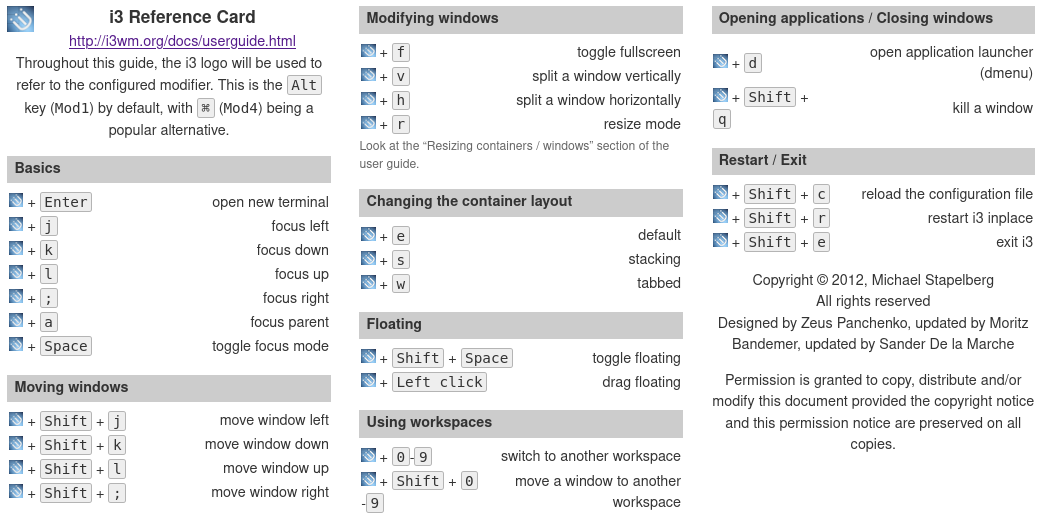 i3 Reference Card
http://i3wm.org/docs/userguide.html
Throughout this guide, the i3 logo will be used to
refer to the configured modifier. This is the Alt
key (Mod1) by default, with ⌘ (Mod4) being a
popular alternative.
Basics
+ Enter open new terminal
+ j focus left
+ k focus down
+ l focus up
+ ; focus right
+ a focus parent
+ Space toggle focus mode
Moving windows
+ Shift + j move window left
+ Shift + k move window down
+ Shift + l move window up
+ Shift + ; move window right
Modifying windows
+ f toggle fullscreen
+ v split a window vertically
+ h split a window horizontally
+ r resize mode
Look at the “Resizing containers / windows” section of the
user guide.
Changing the container layout
+ e default
+ s stacking
+ w tabbed
Floating
+ Shift + Space toggle floating
+ Left click drag floating
Using workspaces
+ 0-9 switch to another workspace
+ Shift + 0 move a window to another
-9 workspace
Opening applications / Closing windows
open application launcher
+ d
(dmenu)
+ Shift +
kill a window
q
Restart / Exit
+ Shift + c reload the configuration file
+ Shift + r restart i3 inplace
+ Shift + e exit i3
Copyright © 2012, Michael Stapelberg
All rights reserved
Designed by Zeus Panchenko, updated by Moritz
Bandemer, updated by Sander De la Marche
Permission is granted to copy, distribute and/or
modify this document provided the copyright notice
and this permission notice are preserved on all
copies.